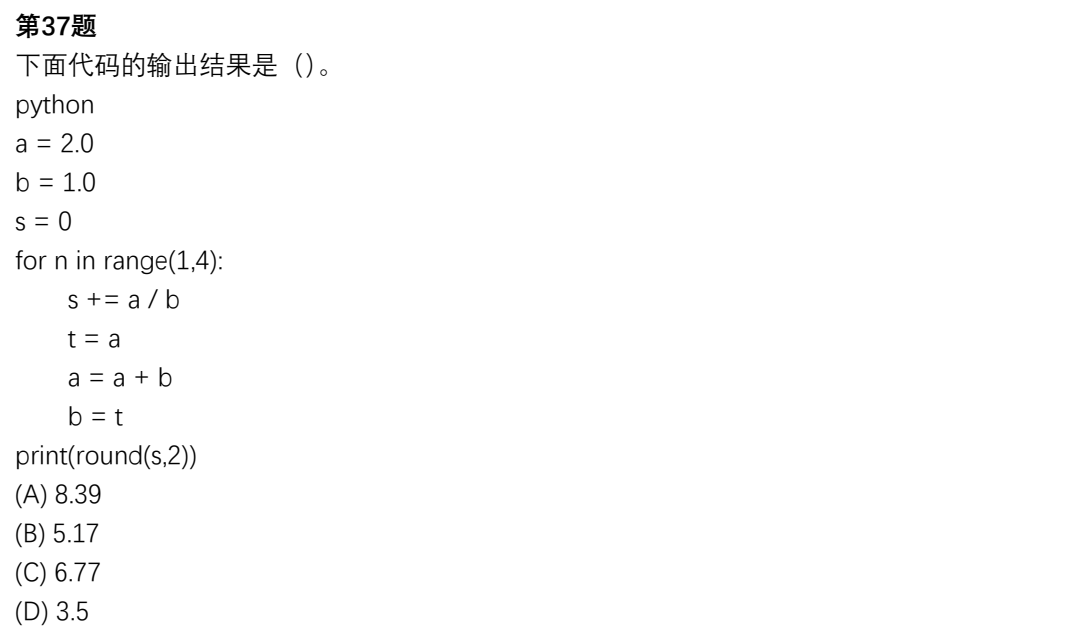 第37题
下面代码的输出结果是（）。
python
a = 2.0
b = 1.0
s = 0
for n in range(1,4):
    s += a / b
    t = a
    a = a + b
    b = t
print(round(s,2))
(A) 8.39
(B) 5.17
(C) 6.77
(D) 3.5